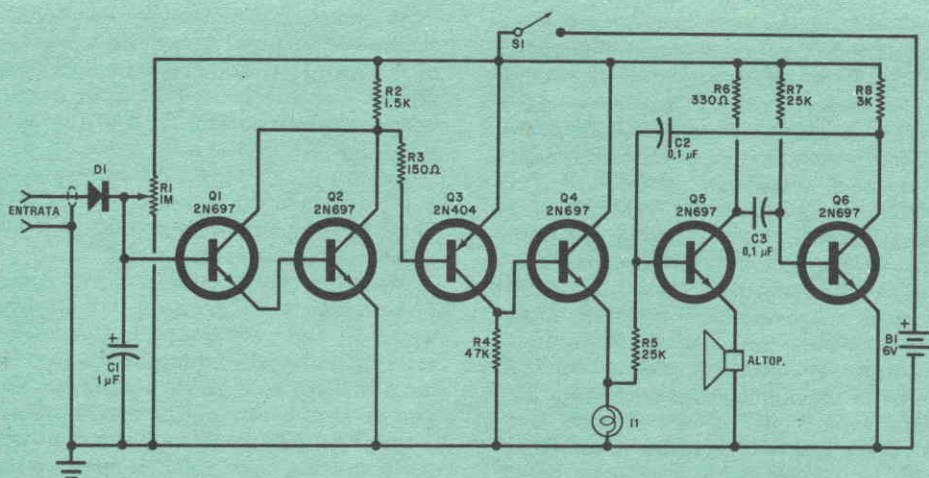 S1
R2
1.5K
R6
330Ω
R7
25K
R8
3K
C2
0,1 µF
R3
150Ω
D1
R1
1M
ENTRATA
Q1
2N697
Q2
2N697
Q3
2N404
Q4
2N697
Q5
2N697
Q6
2N697
C3
0,1 µF
+
C1
1µF
R4
47K
R5
25K
ALTOP.
+
B1
6V
I1